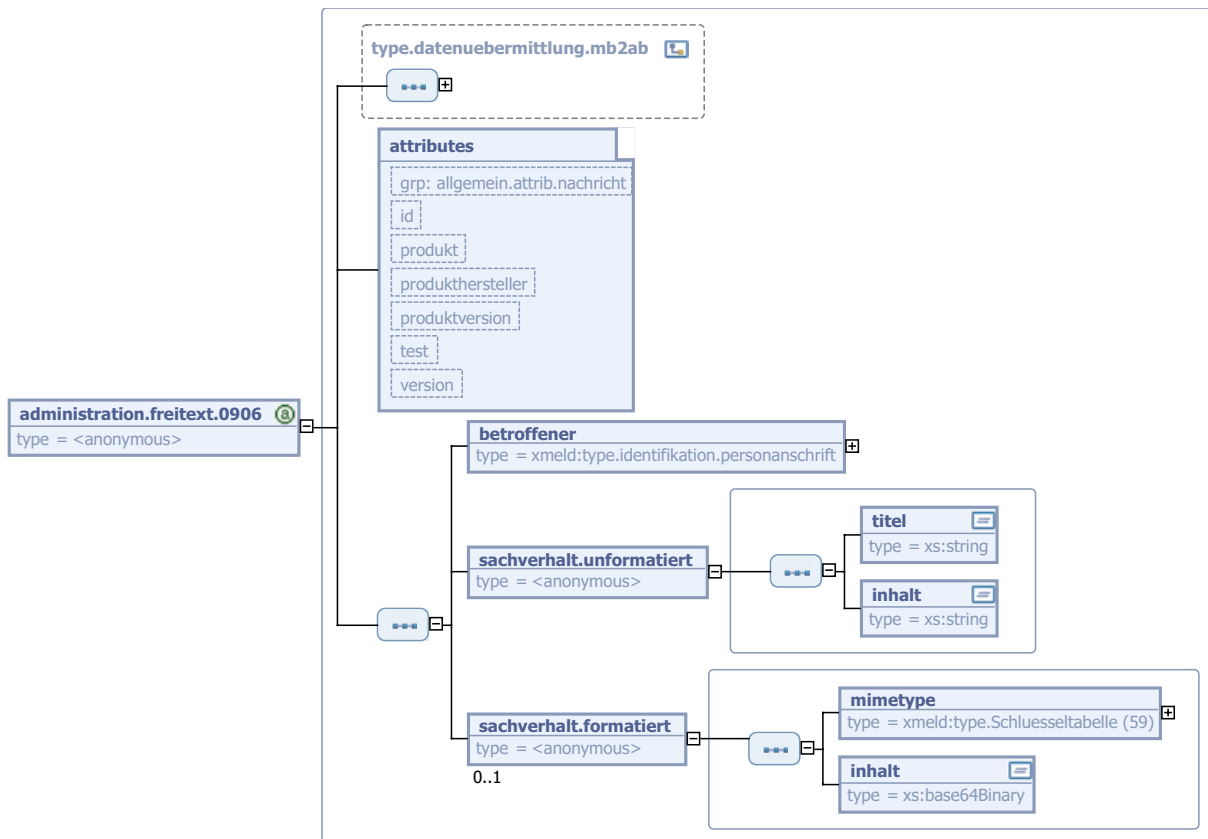 type.datenuebermittlung.mb2ab
attributes
grp: allgemein.attrib.nachricht
id
produkt
produkthersteller
produktversion
test
version
administration.freitext.0906
type = <anonymous>
betroffener
type = xmeld:type.identifikation.personanschrift
sachverhalt.unformatiert
type = <anonymous>
titel
type = xs:string
inhalt
type = xs:string
sachverhalt.formatiert
type = <anonymous>
0..1
mimetype
type = xmeld:type.Schluesseltabelle (59)
inhalt
type = xs:base64Binary